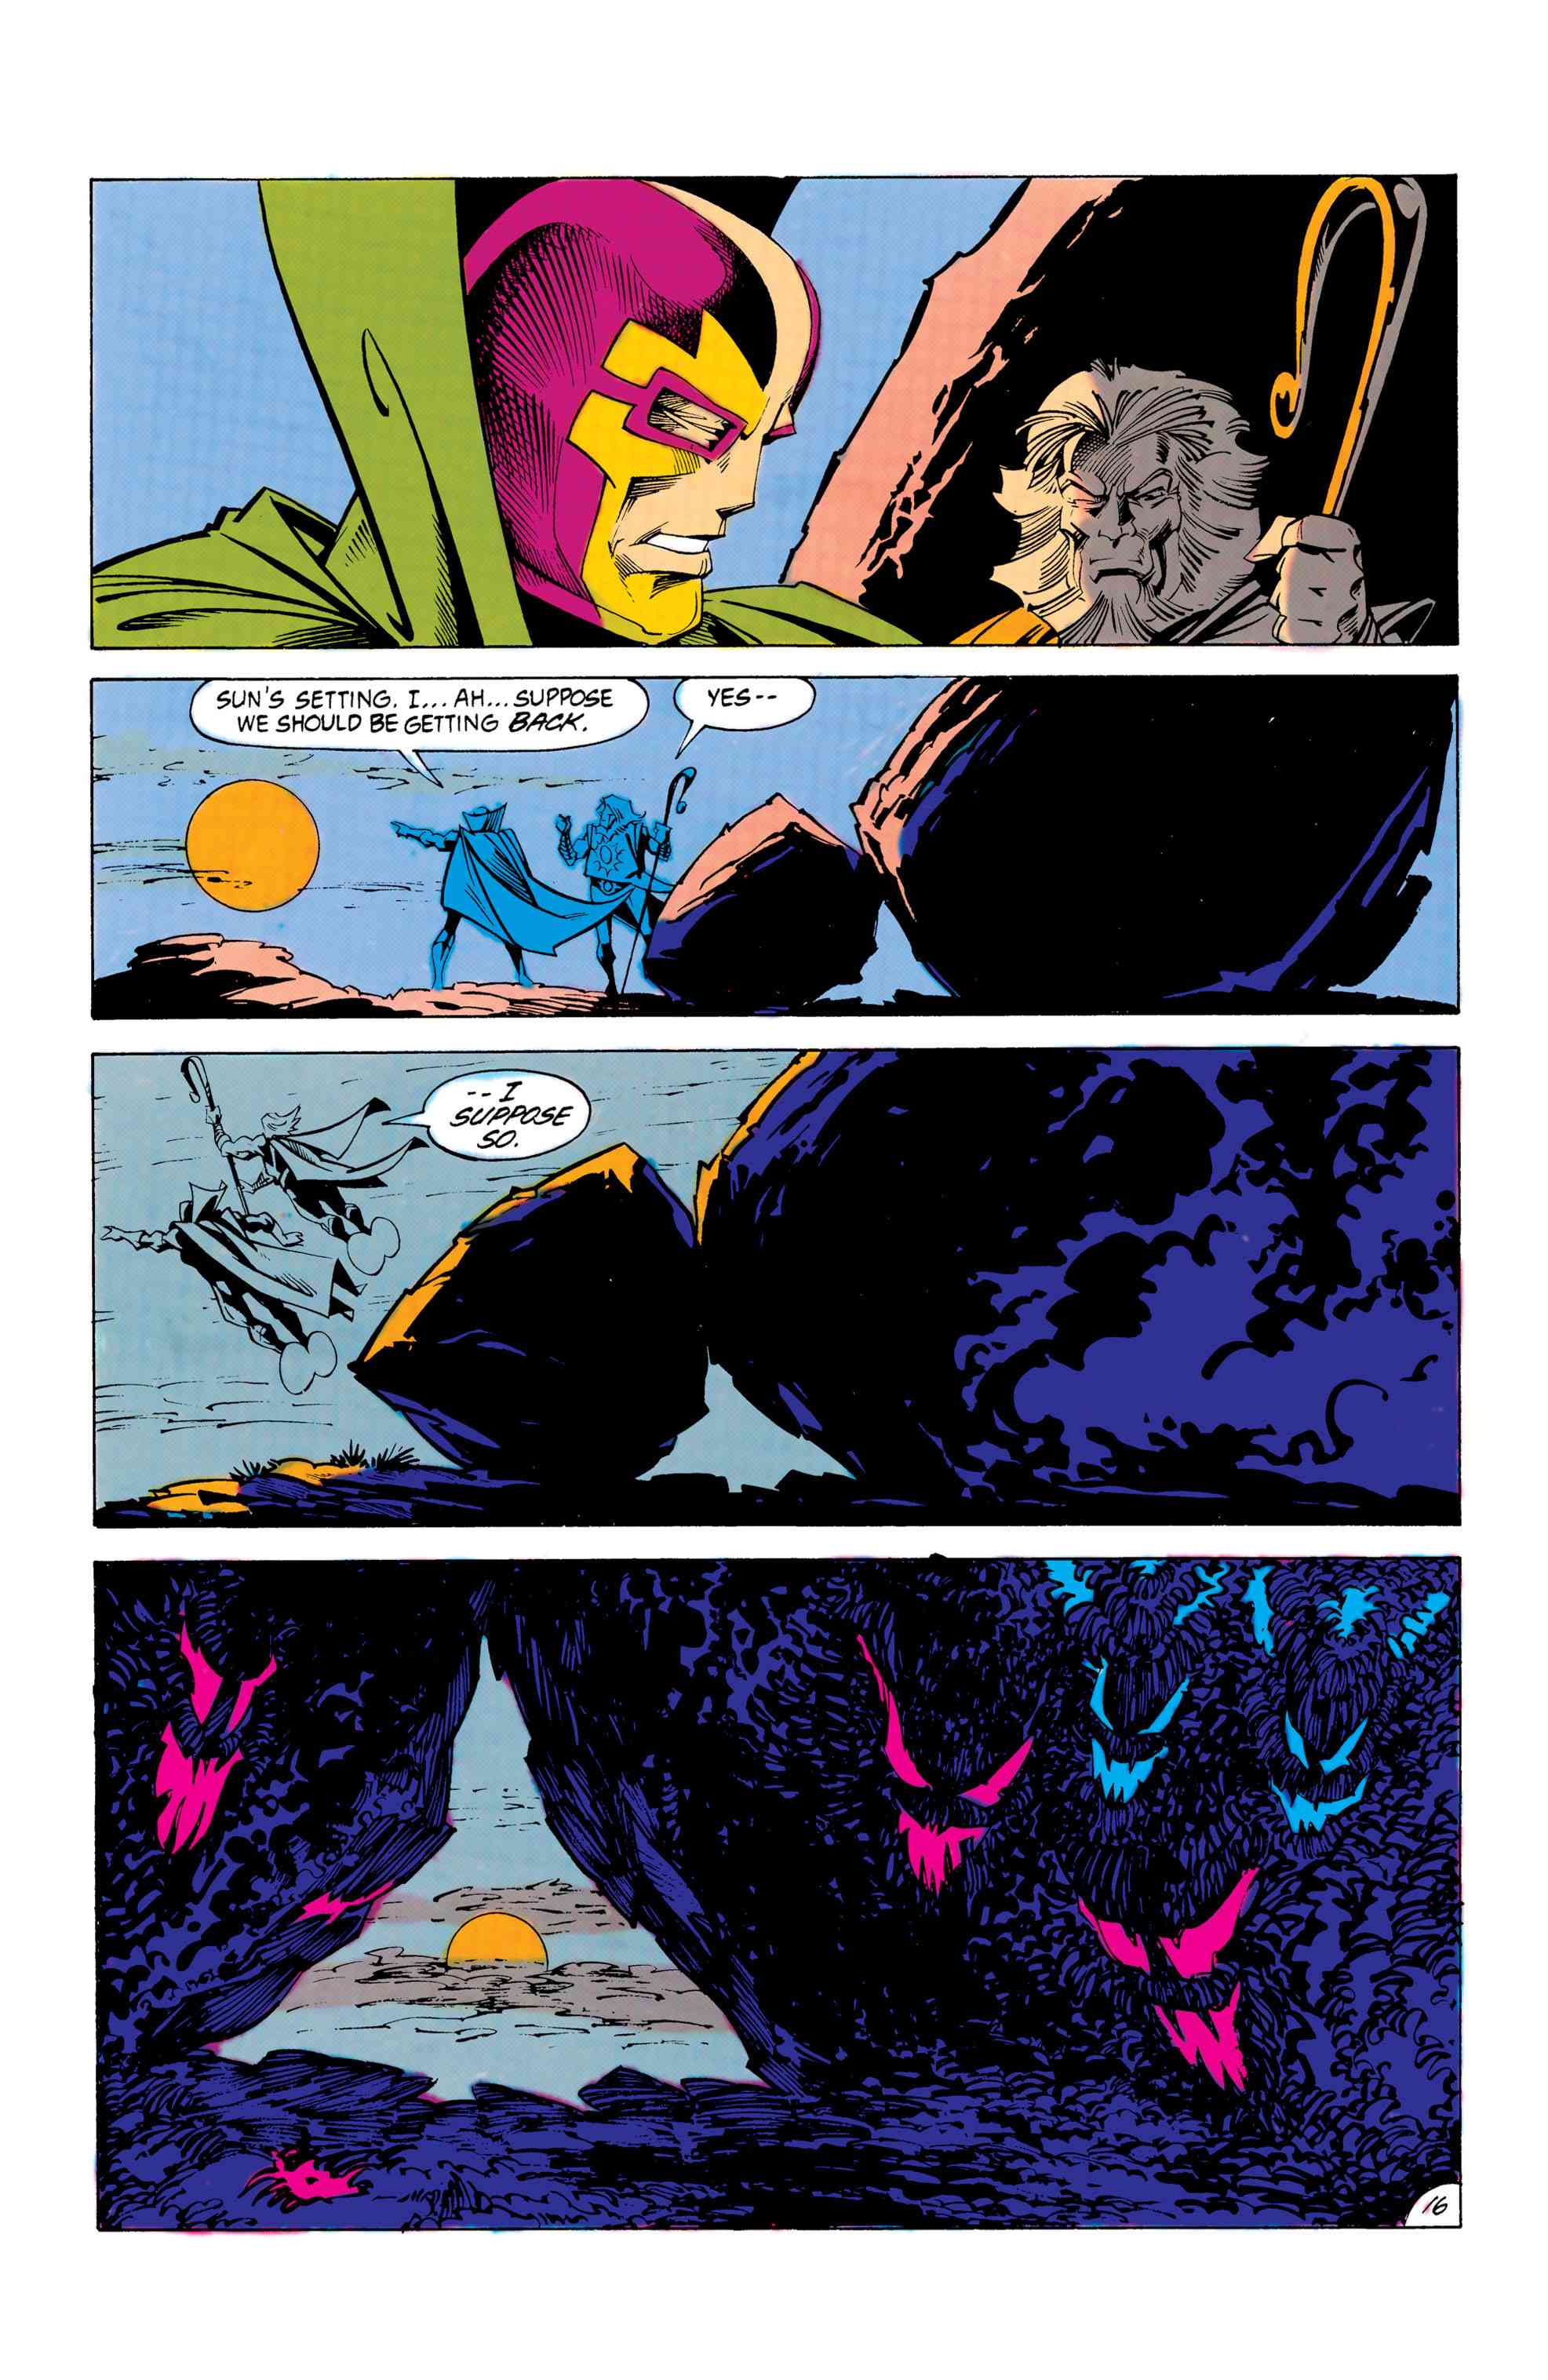 SUN'S SETTING. I... AH... SUPPOSE
WE SHOULD BE GETTING BACK.
YES--
--I
SUPPOSE
SO.
16